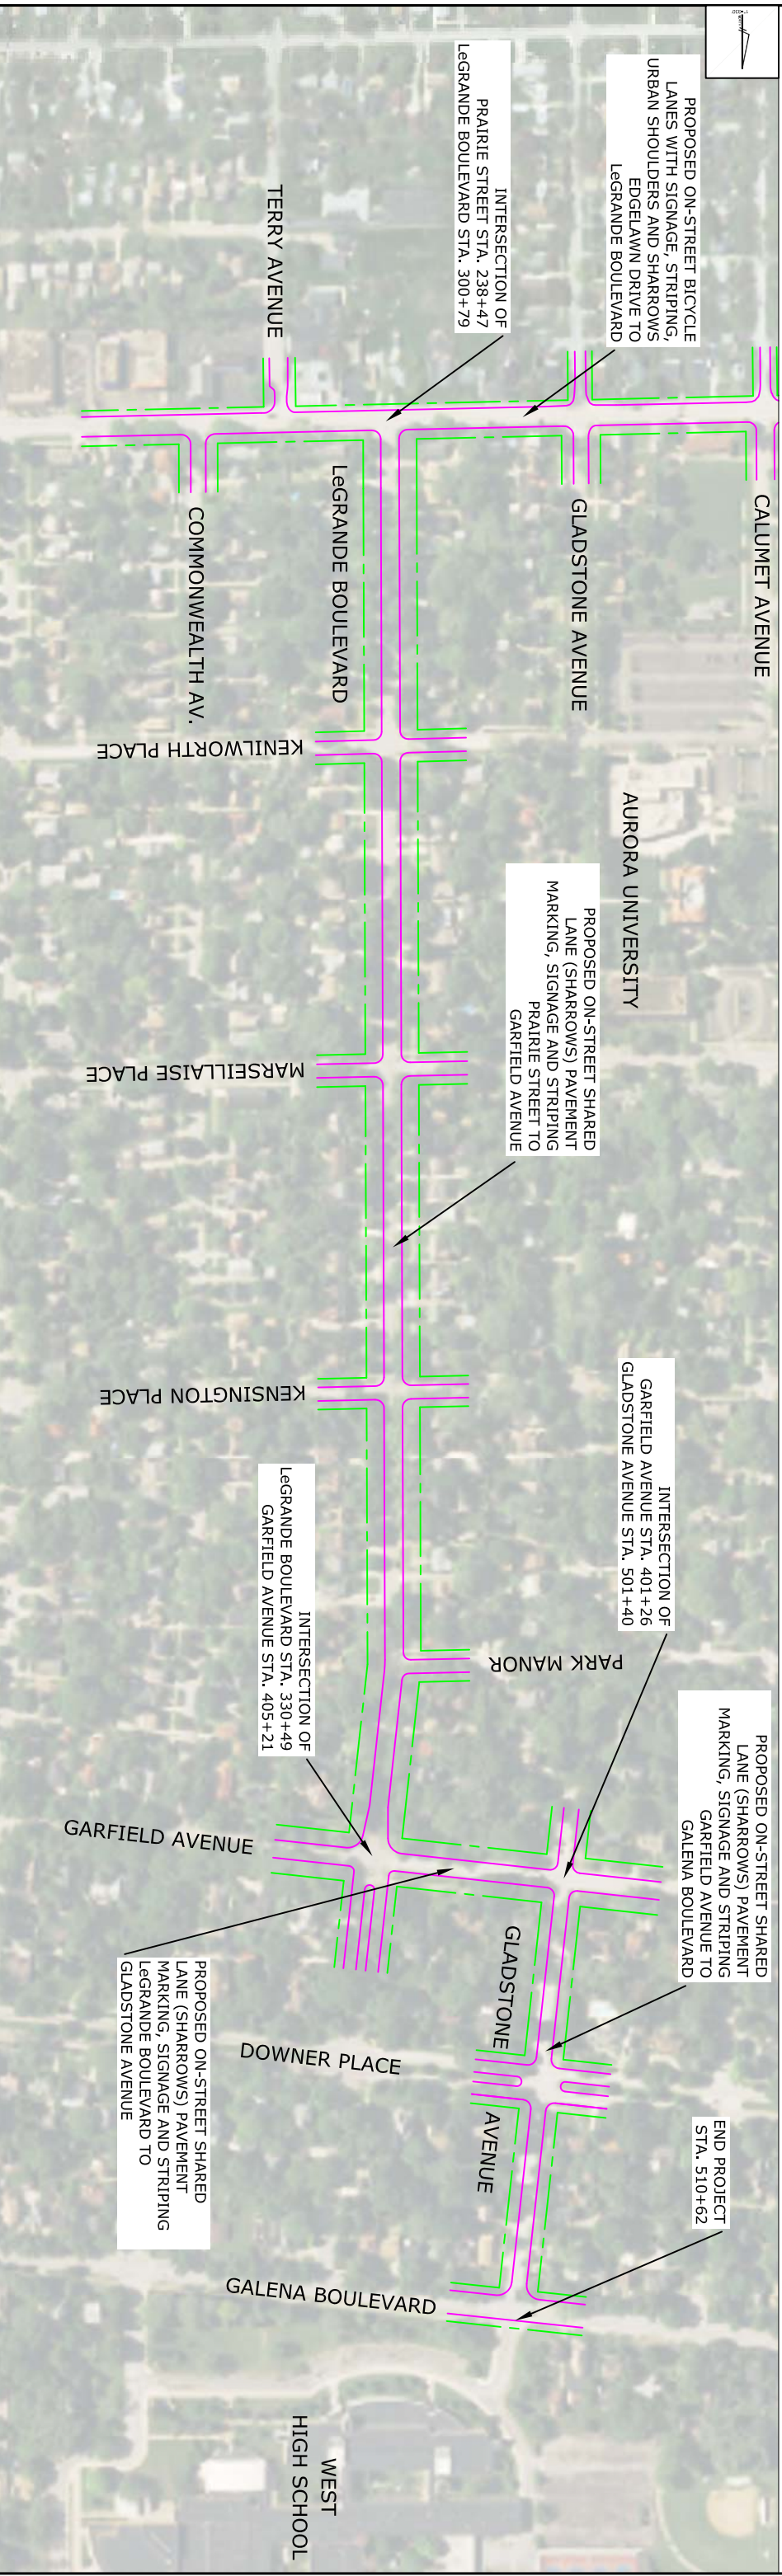 PROPOSED ON-STREET BICYCLE
LANES WITH SIGNAGE, STRIPING,
URBAN SHOULDERS AND SHARROWS
EDGELAWN DRIVE TO
LeGRANDE BOULEVARD
INTERSECTION OF
PRAIRIE STREET STA. 238+47
LeGRANDE BOULEVARD STA. 300+79
TERRY AVENUE
CALUMET AVENUE
GLADSTONE AVENUE
LeGRANDE BOULEVARD
COMMONWEALTH AV.
KENILWORTH PLACE
AURORA UNIVERSITY
PROPOSED ON-STREET SHARED
LANE (SHARROWS) PAVEMENT
MARKING, SIGNAGE AND STRIPING
PRAIRIE STREET TO
GARFIELD AVENUE
MARSEILLAISE PLACE
KENSINGTON PLACE
INTERSECTION OF
GARFIELD AVENUE STA. 401+26
GLADSTONE AVENUE STA. 501+40
INTERSECTION OF
LeGRANDE BOULEVARD STA. 330+49
GARFIELD AVENUE STA. 405+21
PARK MANOR
PROPOSED ON-STREET SHARED
LANE (SHARROWS) PAVEMENT
MARKING, SIGNAGE AND STRIPING
GARFIELD AVENUE TO
GALENA BOULEVARD
GARFIELD AVENUE
GLADSTONE
AVENUE
DOWNER PLACE
PROPOSED ON-STREET SHARED
LANE (SHARROWS) PAVEMENT
MARKING, SIGNAGE AND STRIPING
LeGRANDE BOULEVARD TO
GLADSTONE AVENUE
END PROJECT
STA. 510+62
GALENA BOULEVARD
WEST
HIGH SCHOOL